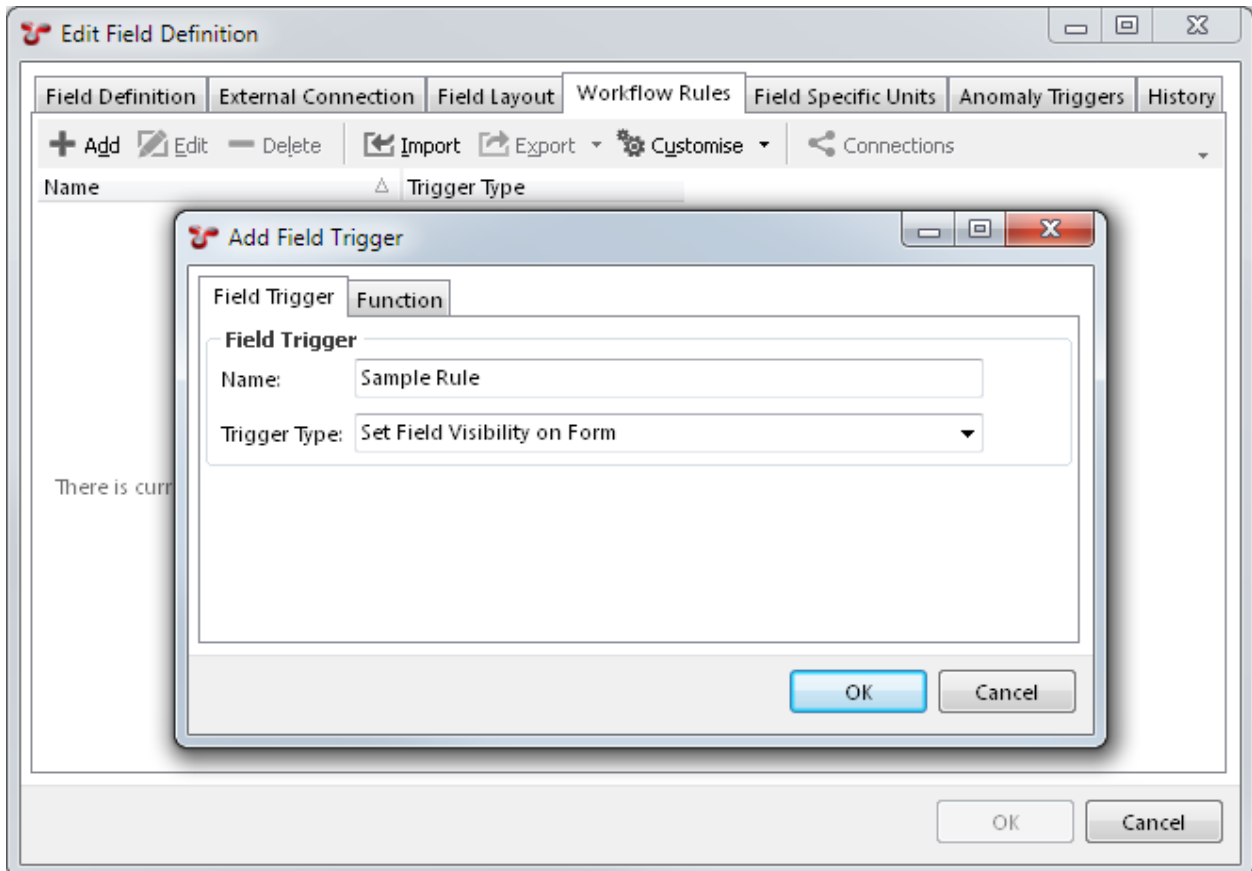 Edit Field Definition
Field Definition External Connection Field Layout Workflow Rules Field Specific Units Anomaly Triggers History
Add Edit Delete Import Export Customise Connections
Name Trigger Type
Add Field Trigger
Field Trigger Function
Field Trigger
Name: Sample Rule
Trigger Type: Set Field Visibility on Form
There is curr
OK Cancel
OK Cancel